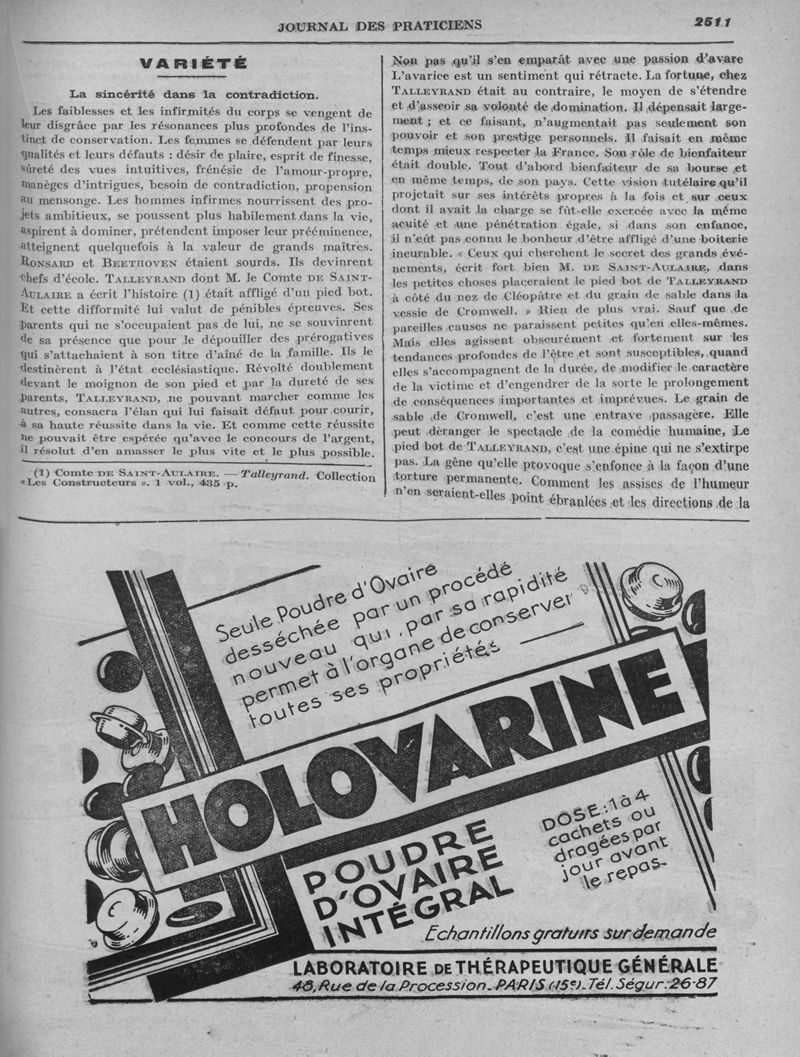 JOURNAL DES PRATICIENS
2511
VARIÉTÉ
La sincérité dans la contradiction.
Les faiblesses et les infirmités du corps se vengent de
leur disgrâce par les résonances plus profondes de l'ins-
tinct de conservation. Les femmes se défendent par leurs
qualités et leurs défauts : désir de plaire, esprit de finesse,
sûreté des vues intuitives, frénésie de l'amour-propre,
manèges d'intrigues, besoin de contradiction, propension
au mensonge. Les hommes infirmes nourrissent des pro-
jets ambitieux, se poussent plus habilement dans la vie,
aspirent à dominer, prétendent imposer leur prééminence,
atteignent quelquefois à la valeur de grands maîtres.
RONSARD et BEETHOVEN étaient sourds. Ils devinrent
chefs d'école. TALLEYRAND dont M. le Comte DE SAINT-
AULAIRE a écrit l'histoire (1) était affligé d'un pied bot.
Et cette difformité lui valut de pénibles épreuves. Ses
parents qui ne s'occupaient pas de lui, ne se souvinrent
de sa présence que pour le dépouiller des prérogatives
qui s'attachaient à son titre d'aîné de la famille. Ils le
destinèrent à l'état ecclésiastique. Révolté doublement
devant le moignon de son pied et par la dureté de ses
parents, TALLEYRAND, ne pouvant marcher comme les
autres, consacra l'élan qui lui faisait défaut pour courir,
à sa haute réussite dans la vie. Et comme cette réussite
ne pouvait être espérée qu'avec le concours de l'argent,
il résolut d'en amasser le plus vite et le plus possible.
(1) Comte DE SAINT-AULAIRE. — Talleyrand. Collection
« Les Constructeurs ». 1 vol., 435 p.
Non pas qu'il s'en emparât avec une passion d'avare
L'avarice est un sentiment qui rétracte. La fortune, chez
TALLEYRAND était au contraire, le moyen de s'étendre
et d'asseoir sa volonté de domination. Il dépensait large-
ment ; et ce faisant, n'augmentait pas seulement son
pouvoir et son prestige personnels. Il faisait en même
temps mieux respecter la France. Son rôle de bienfaiteur
était double. Tout d'abord bienfaiteur de sa bourse et
en même temps, de son pays. Cette vision tutélaire qu'il
projetait sur ses intérêts propres à la fois et sur ceux
dont il avait la charge se fût-elle exercée avec la même
acuité et une pénétration égale, si dans son enfance,
il n'eût pas connu le bonheur d'être affligé d'une boiterie
incurable. « Ceux qui cherchent le secret des grands évé-
nements, écrit fort bien M. DE SAINT-AULAIRE, dans
les petites choses placeraient le pied bot de TALLEYRAND
à côté du nez de Cléopâtre et du grain de sable dans la
vessie de Cromwell. » Rien de plus vrai. Sauf que de
pareilles causes ne paraissent petites qu'en elles-mêmes.
Mais elles agissent obscurément et fortement sur les
tendances profondes de l'être et sont susceptibles, quand
elles s'accompagnent de la durée, de modifier le caractère
de la victime et d'engendrer de la sorte le prolongement
de conséquences importantes et imprévues. Le grain de
sable de Cromwell, c'est une entrave passagère. Elle
peut déranger le spectacle de la comédie humaine, Le
pied bot de TALLEYRAND, c'est une épine qui ne s'extirpe
pas. La gêne qu'elle provoque s'enfonce à la façon d'une
torture permanente. Comment les assises de l'humeur
n'en seraient-elles point ébranlées et les directions de la
Seule Poudre d'Ovaire
desséchée par un procédé
nouveau qui, par sa rapidité
permet à l'organe de conserver
toutes ses propriétés
HOLOVARINE
POUDRE
D'OVAIRE
INTÉGRAL
DOSE : 1 à 4
cachets ou
dragées par
jour avant
le repas-
Echantillons gratuits sur demande
LABORATOIRE DE THÉRAPEUTIQUE GÉNÉRALE
48, Rue de la Procession. PARIS (15e). Tél. Ségur : 26-87